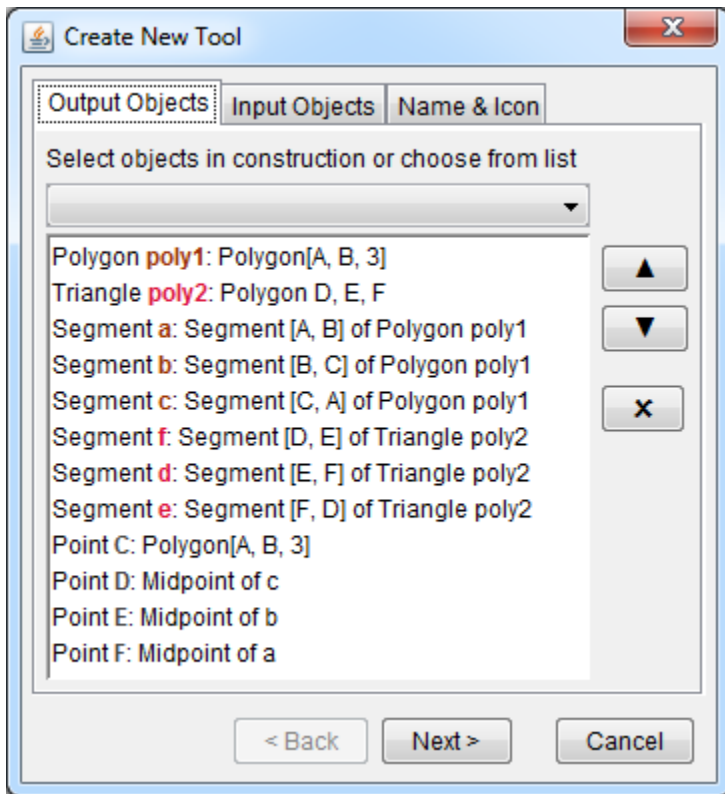 Create New Tool
Output Objects Input Objects Name & Icon
Select objects in construction or choose from list
Polygon poly1: Polygon[A, B, 3]
Triangle poly2: Polygon D, E, F
Segment a: Segment [A, B] of Polygon poly1
Segment b: Segment [B, C] of Polygon poly1
Segment c: Segment [C, A] of Polygon poly1
Segment f: Segment [D, E] of Triangle poly2
Segment d: Segment [E, F] of Triangle poly2
Segment e: Segment [F, D] of Triangle poly2
Point C: Polygon[A, B, 3]
Point D: Midpoint of c
Point E: Midpoint of b
Point F: Midpoint of a
< Back Next > Cancel